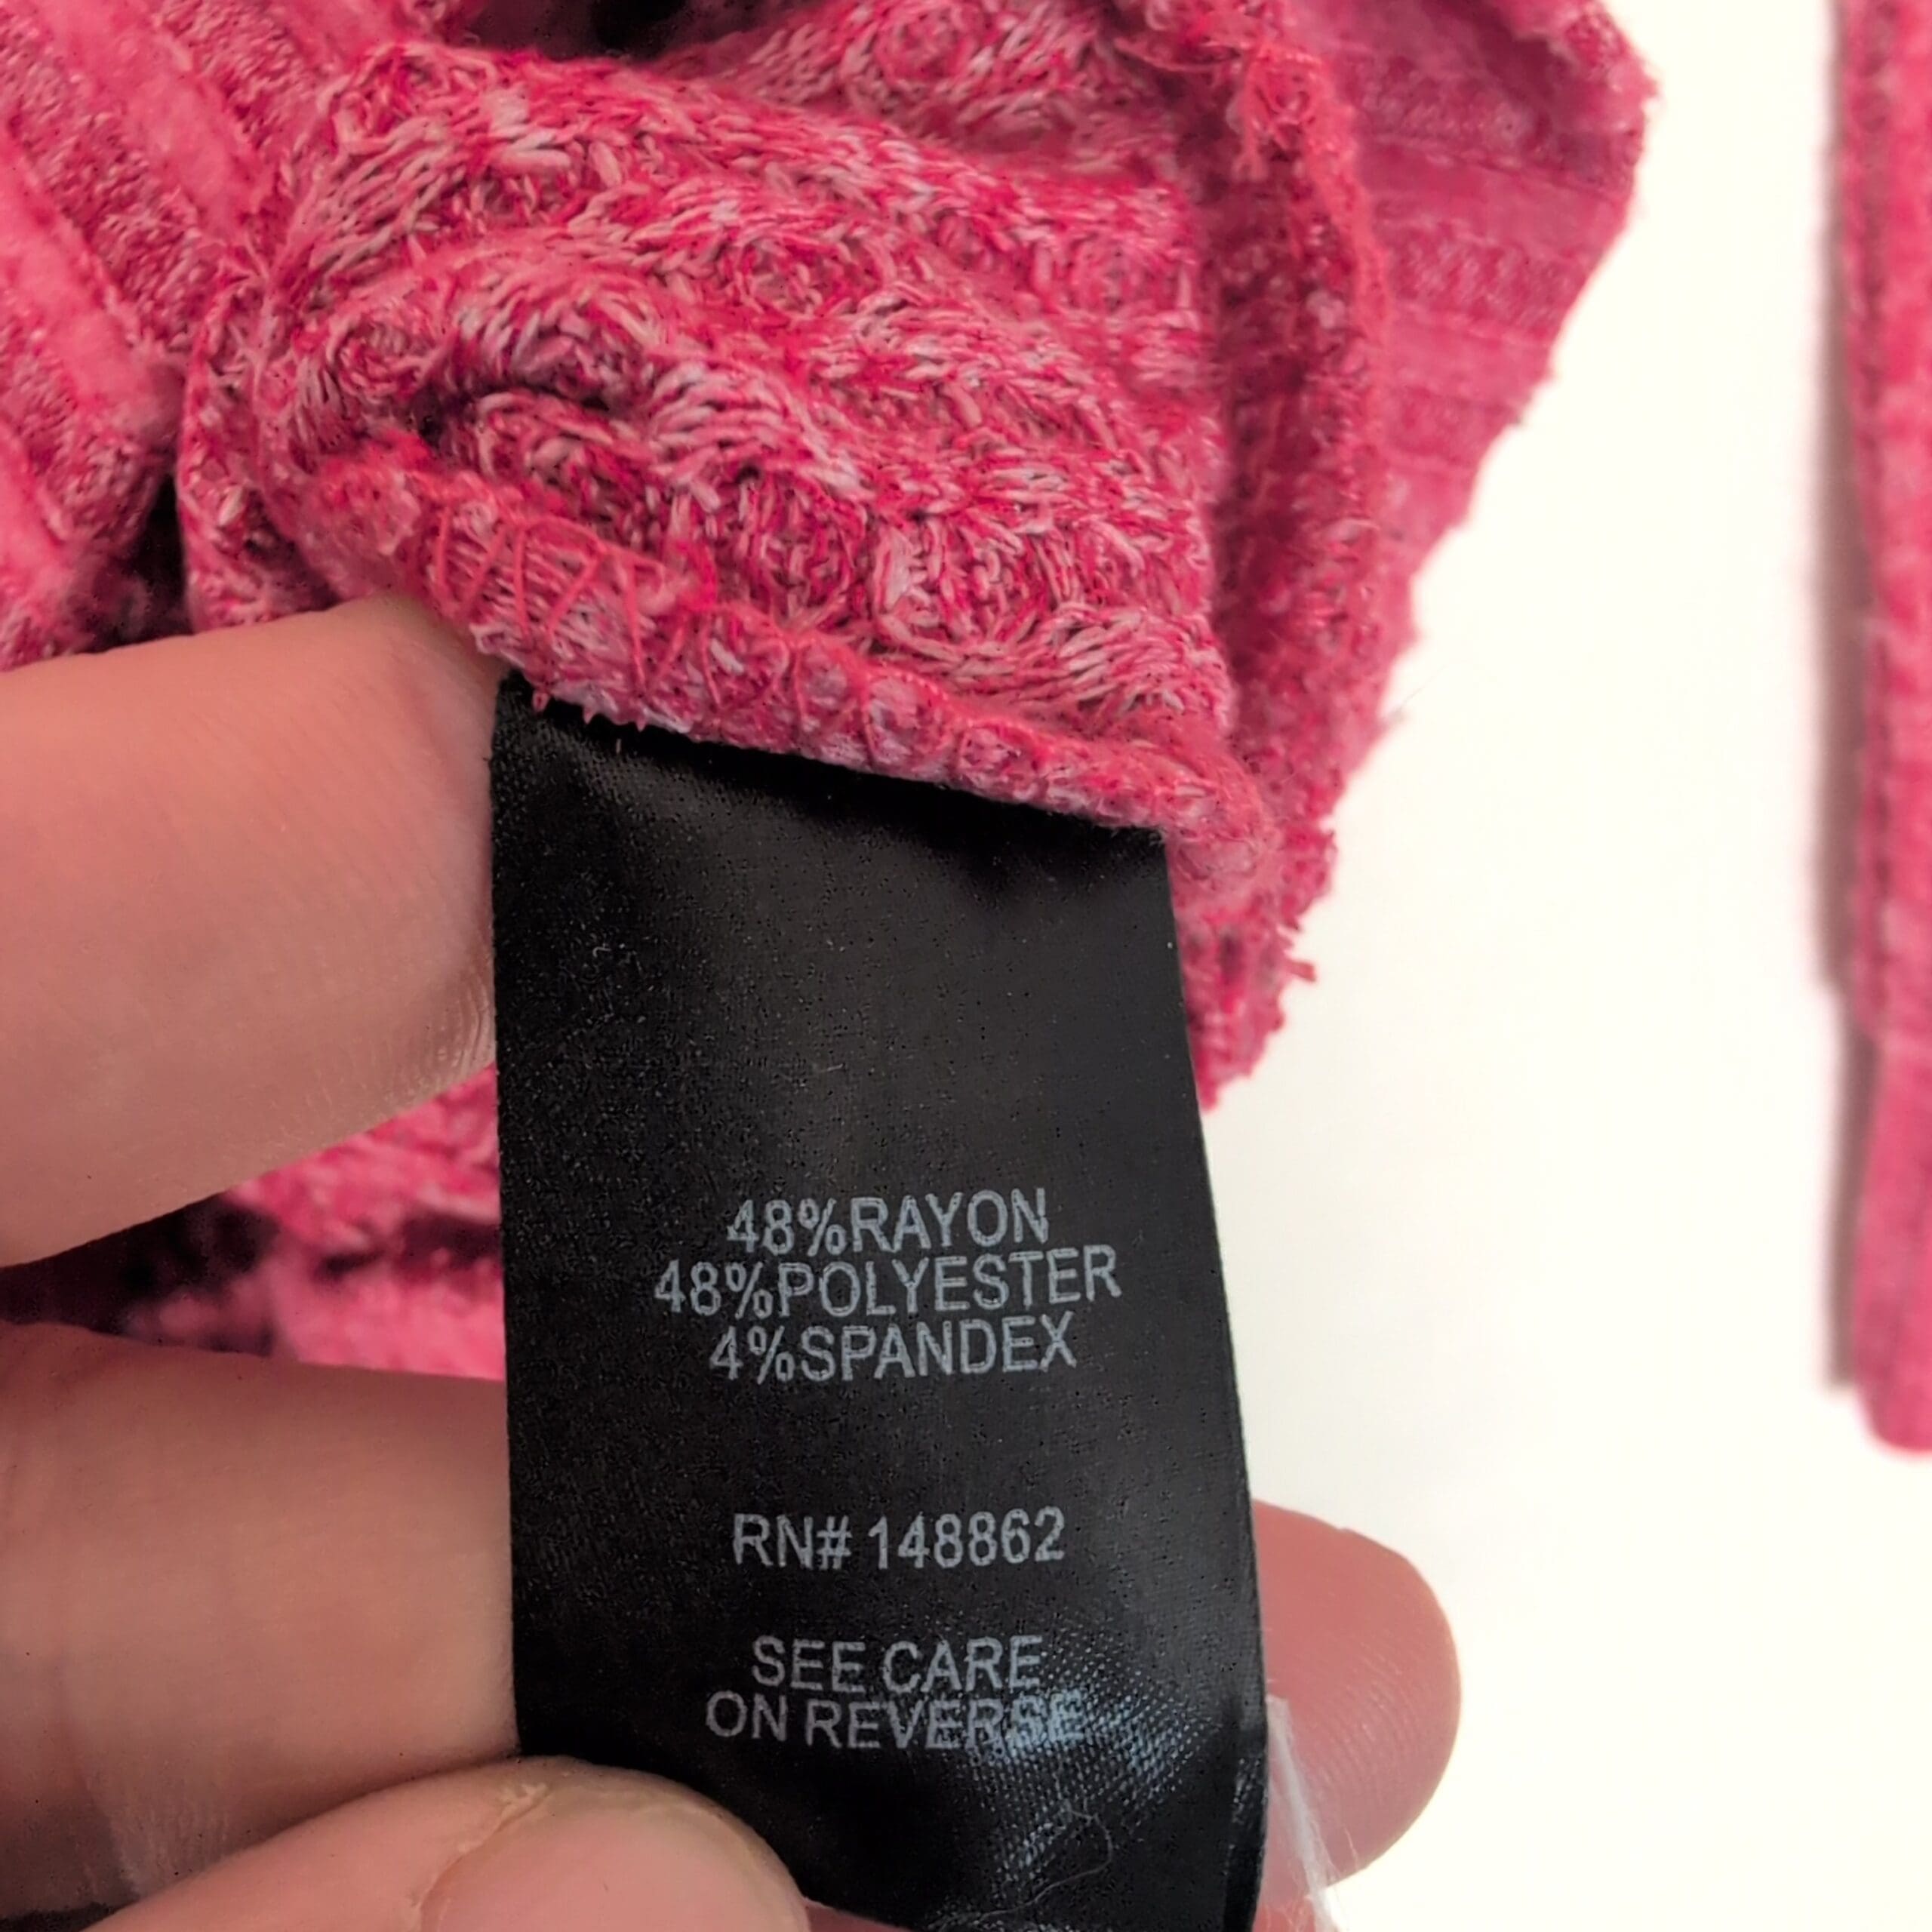 48%RAYON
48%POLYESTER
4%SPANDEX
RN# 148862
SEE CARE
ON REVERSE